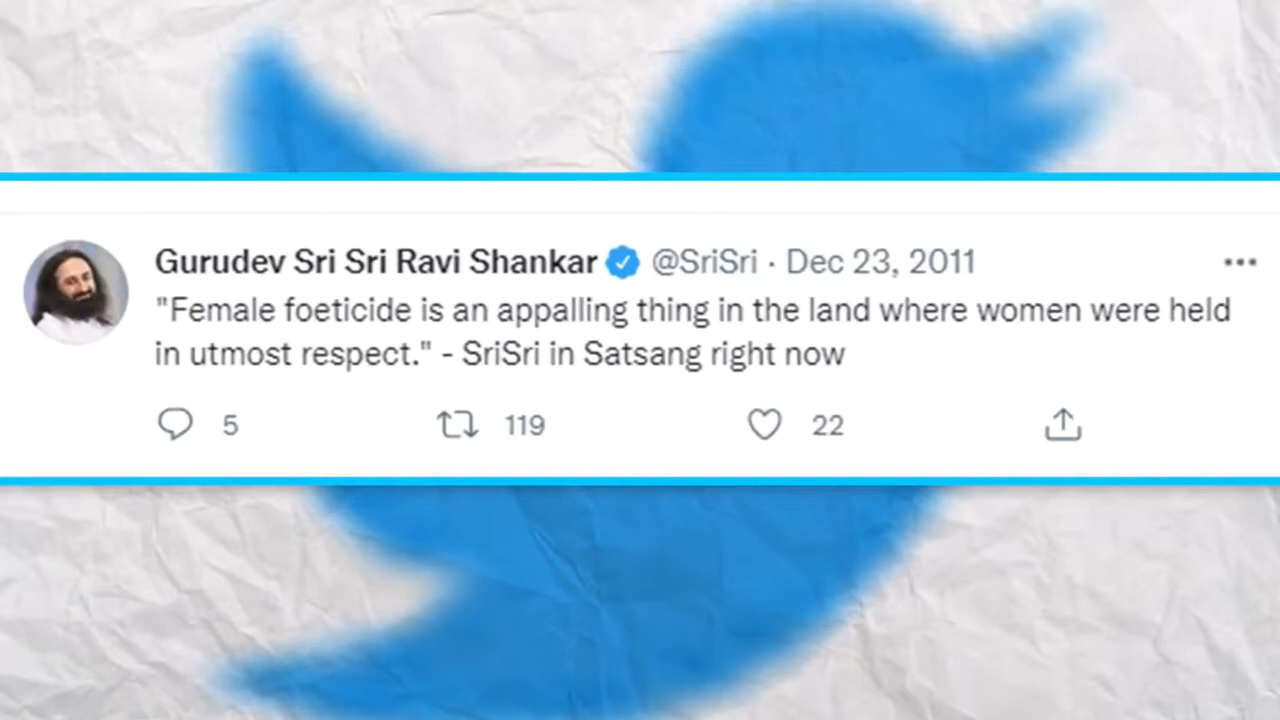 Gurudev Sri Sri Ravi Shankar @SriSri · Dec 23, 2011
"Female foeticide is an appalling thing in the land where women were held
in utmost respect." - SriSri in Satsang right now
5 119 22